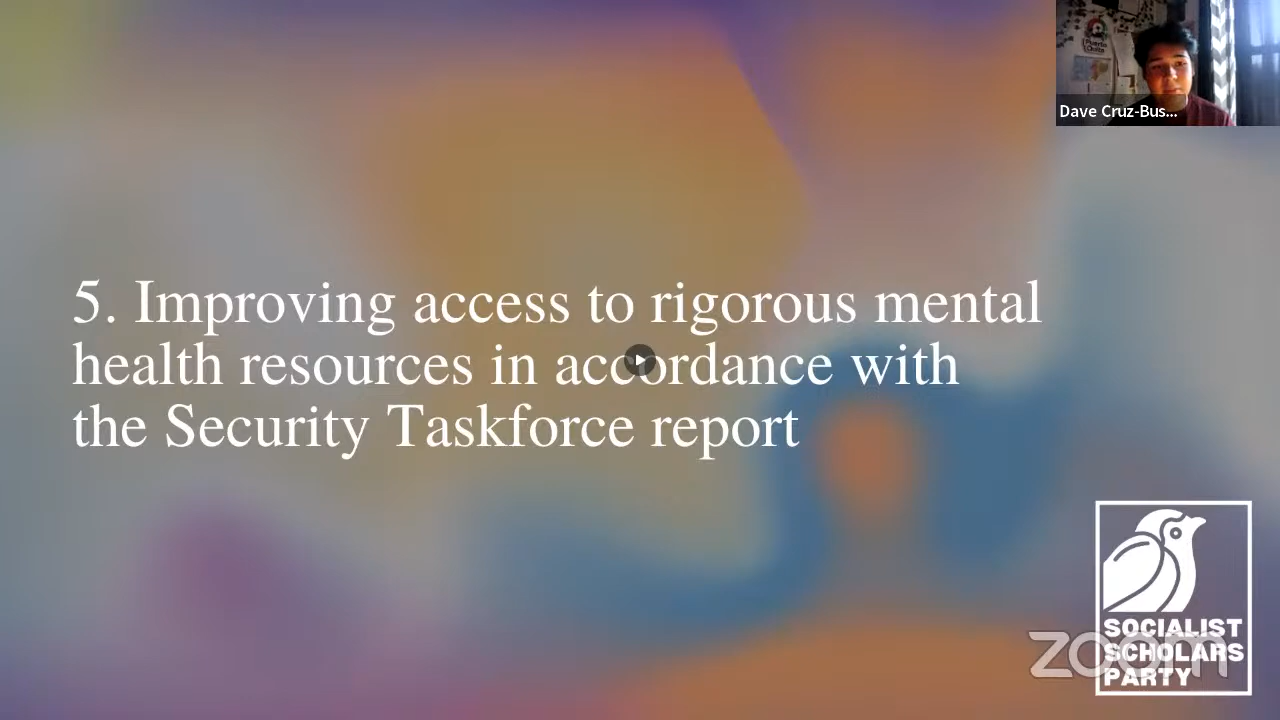 Dave Cruz-Bus...
5. Improving access to rigorous mental
health resources in accordance with
the Security Taskforce report
SOCIALIST
SCHOLARS
PARTY
zoom